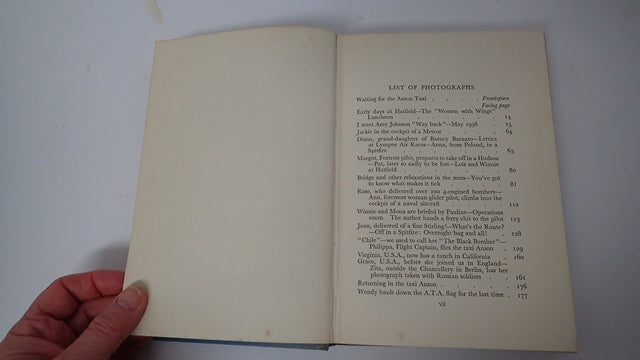 LIST OF PHOTOGRAPHS
Waiting for the Anson Taxi . . . Frontispiece
Facing page
Early days at Hatfield—The "Women with Wings"
Luncheon . . . . . 14
I meet Amy Johnson "Way back"—May 1938 . 15
Jackie in the cockpit of a Meteor . . . . 64
Diana, grand-daughter of Barney Barnato—Lettice
at Lympne Air Races—Anna, from Poland, in a
Spitfire . . . . . 65
Margot, Fortress pilot, prepares to take off in a Hudson
—Pat, later so sadly to be lost—Lois and Winnie
at Hatfield . . . . . 80
Bridge and other relaxations in the mess—You've got
to know what makes it tick . . . . 81
Rose, who delivered over 200 4-engined bombers—
Ann, foremost woman glider pilot, climbs into the
cockpit of a naval aircraft . . . . 112
Winnie and Mona are briefed by Pauline—Operations
room. The author hands a ferry chit to the pilot 113
Joan, delivered of a fine Stirling!—What's the Route?
—Off in a Spitfire: Overnight bag and all! . 128
"Chile"—we used to call her "The Black Bomber"—
Philippa, Flight Captain, flies the taxi Anson . 129
Virginia, U.S.A., now has a ranch in California . 160
Grace, U.S.A., before she joined us in England—
Zita, outside the Chancellery in Berlin, has her
photograph taken with Russian soldiers . . 161
Returning in the taxi Anson . . . . 176
Wendy hauls down the A.T.A. flag for the last time . 177
vii